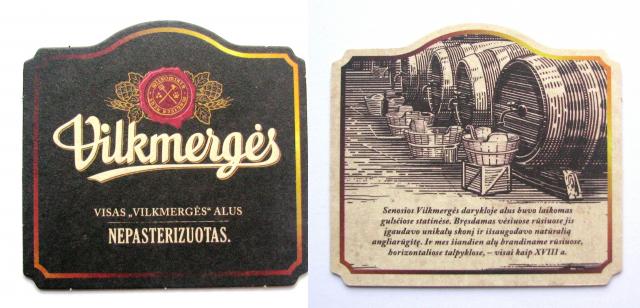 Vilkmergės
VISAS „VILKMERGĖS“ ALUS
NEPASTERIZUOTAS.
Senosios Vilkmergės darykloje alus buvo laikomas
gulsčiose statinėse. Bręsdamas vėsiuose rūsiuose jis
įgaudavo unikalų skonį ir išsaugodavo natūralią
angliarūgštę. Ir mes šiandien alų brandiname rūsiuose,
horizontaliose talpyklose, – visai kaip XVIII a.